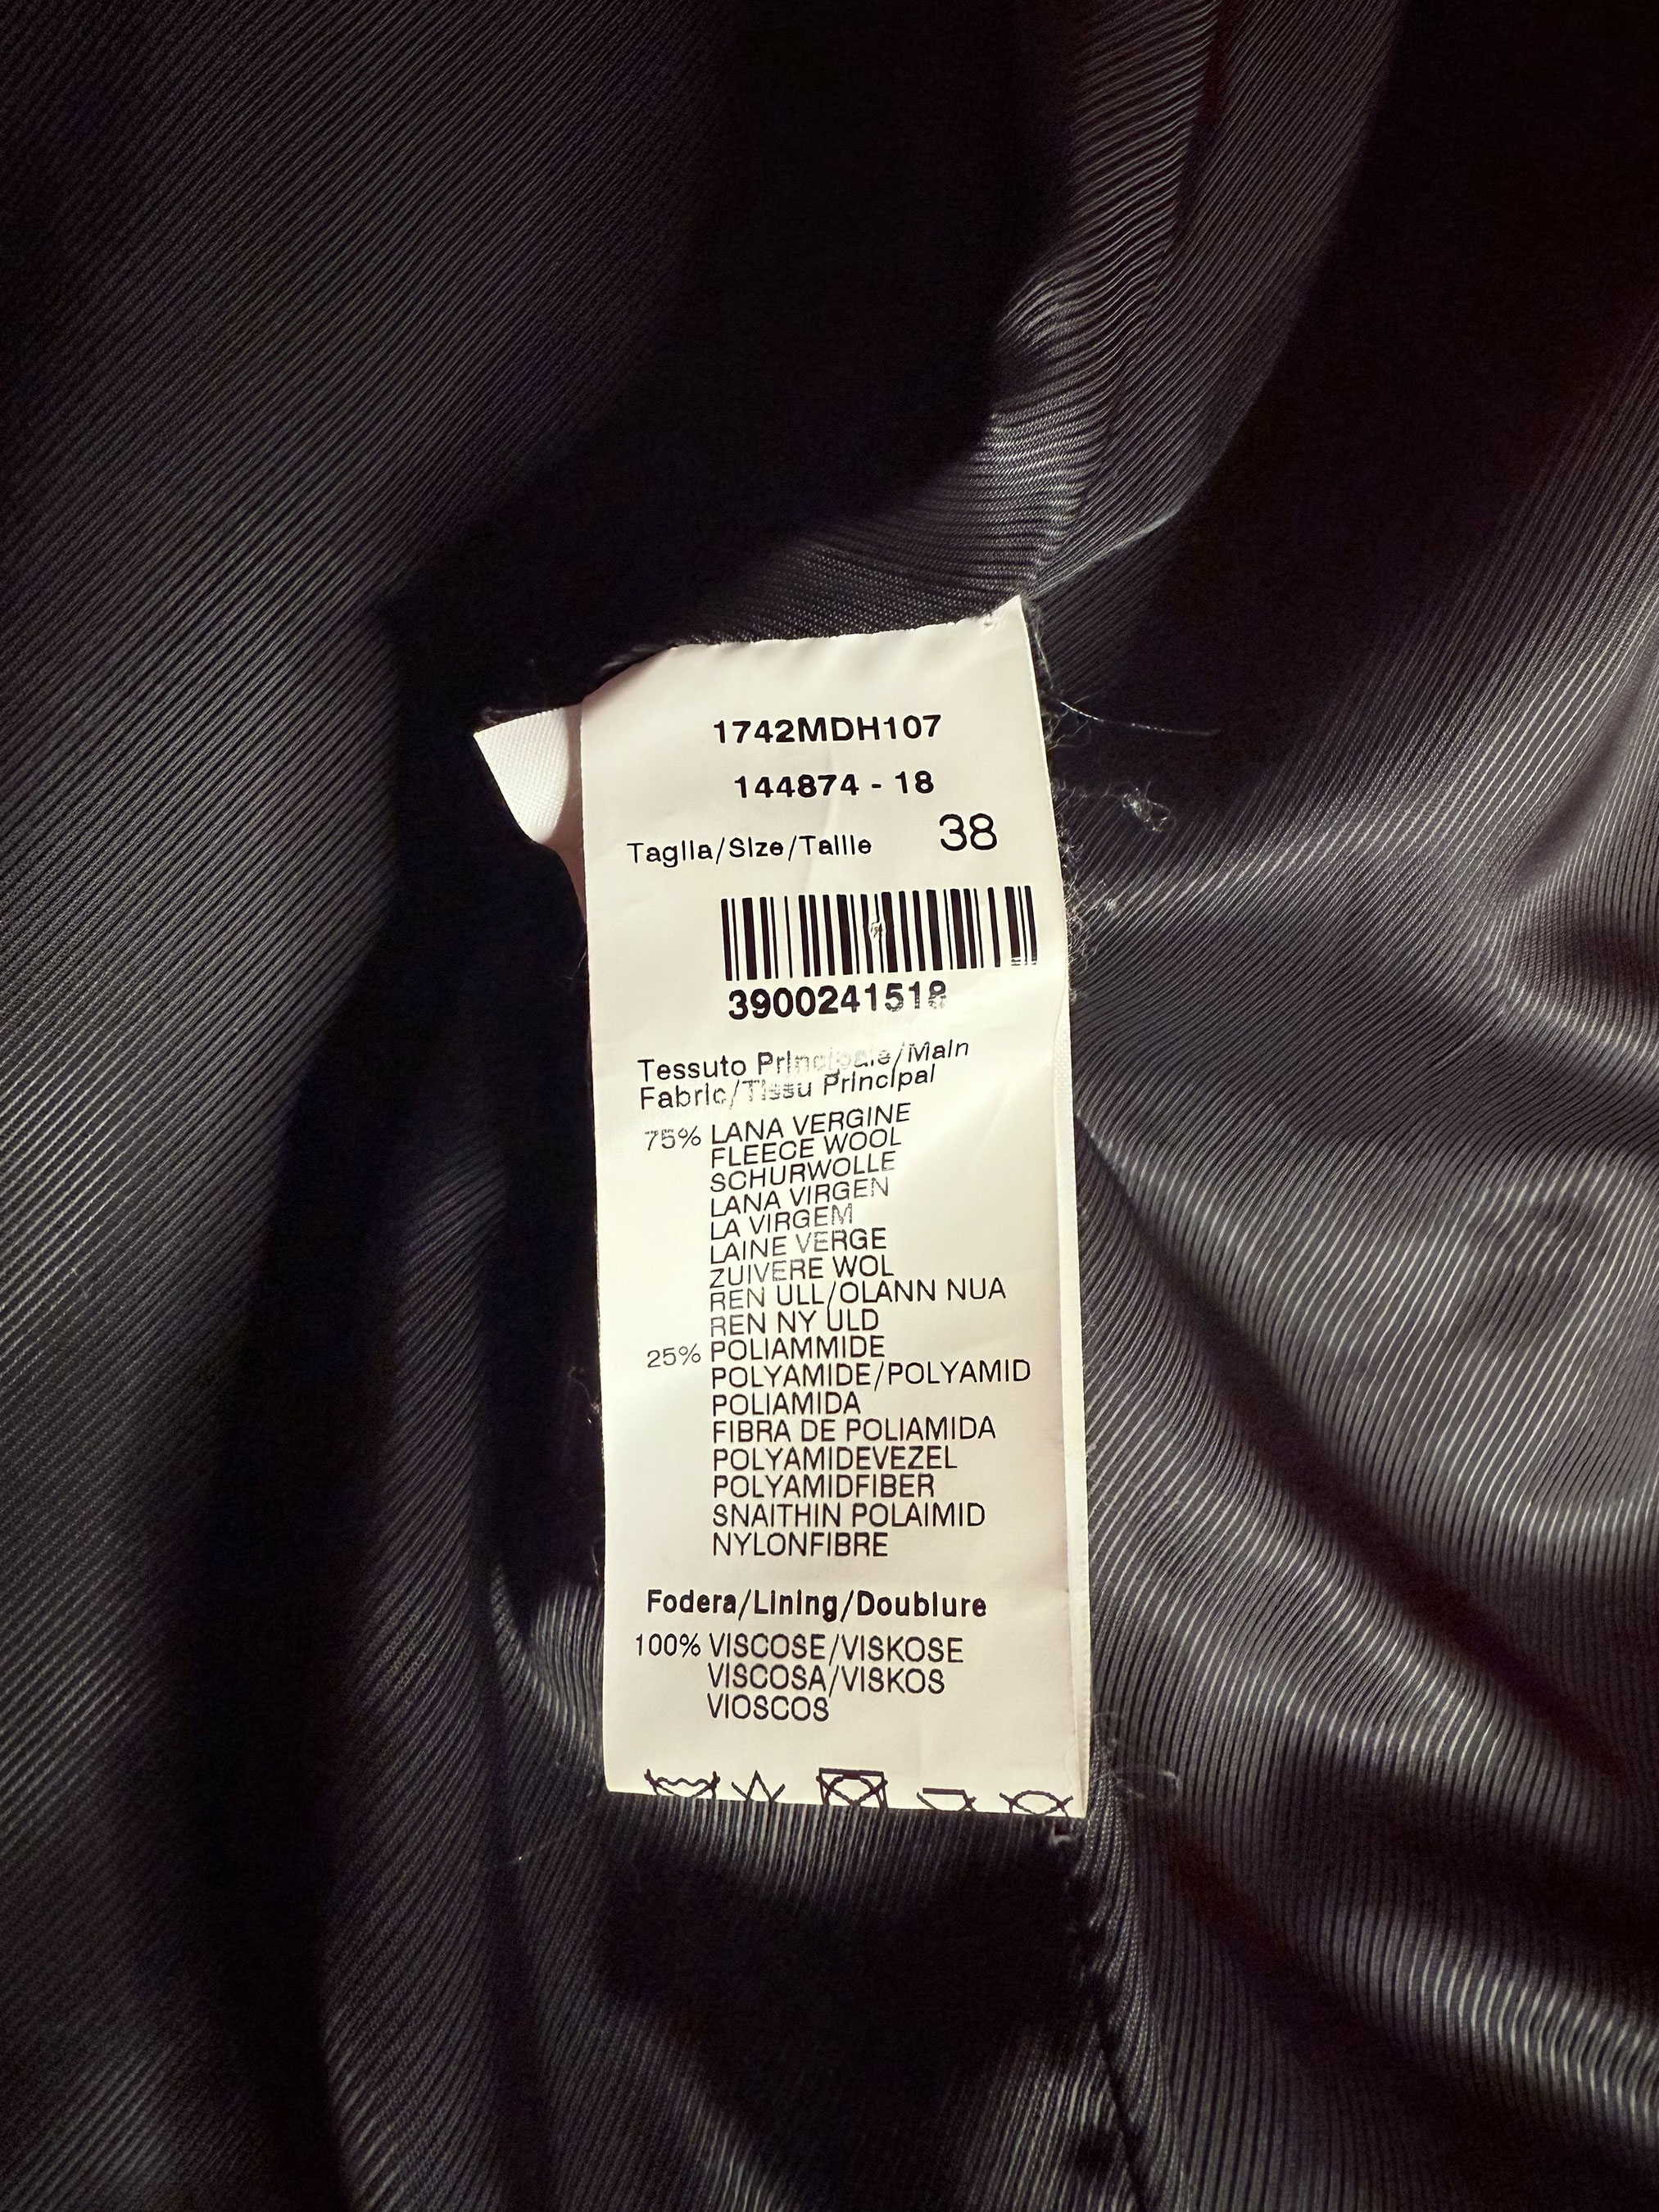 1742MDH107
144874 - 18
Taglia/Size/Taille 38
3900241518
Tessuto Principale/Main
Fabric/Tissu Principal
75% LANA VERGINE
FLEECE WOOL
SCHURWOLLE
LANA VIRGEN
LA VIRGEM
LAINE VERGE
ZUIVERE WOL
REN ULL/OLANN NUA
REN NY ULD
25% POLIAMMIDE
POLYAMIDE/POLYAMID
POLIAMIDA
FIBRA DE POLIAMIDA
POLYAMIDEVEZEL
POLYAMIDFIBER
SNAITHIN POLAIMID
NYLONFIBRE
Fodera/Lining/Doublure
100% VISCOSE/VISKOSE
VISCOSA/VISKOS
VIOSCOS